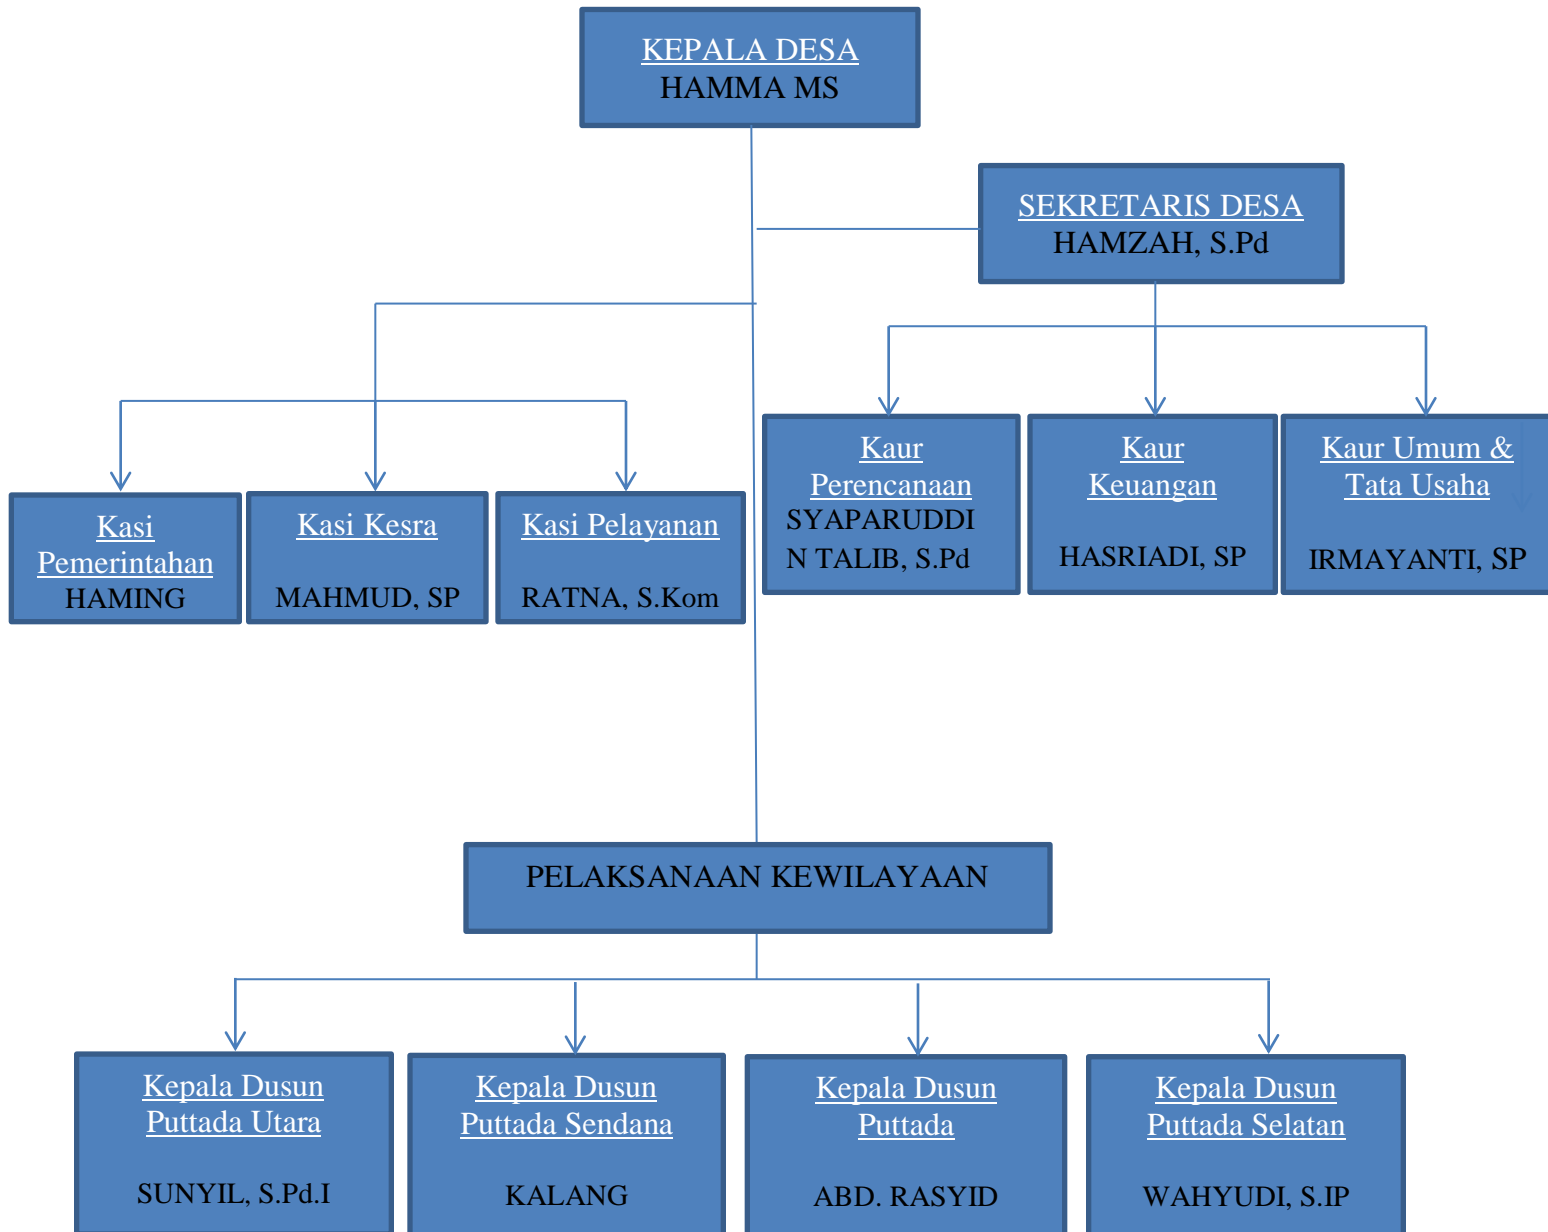 KEPALA DESA
HAMMA MS
SEKRETARIS DESA
HAMZAH, S.Pd
Kaur
Perencanaan
SYAPARUDDI
N TALIB, S.Pd
Kaur
Keuangan
HASRIADI, SP
Kaur Umum &
Tata Usaha
IRMAYANTI, SP
Kasi
Pemerintahan
HAMING
Kasi Kesra
MAHMUD, SP
Kasi Pelayanan
RATNA, S.Kom
PELAKSANAAN KEWILAYAAN
Kepala Dusun
Puttada Utara
SUNYIL, S.Pd.I
Kepala Dusun
Puttada Sendana
KALANG
Kepala Dusun
Puttada
ABD. RASYID
Kepala Dusun
Puttada Selatan
WAHYUDI, S.IP